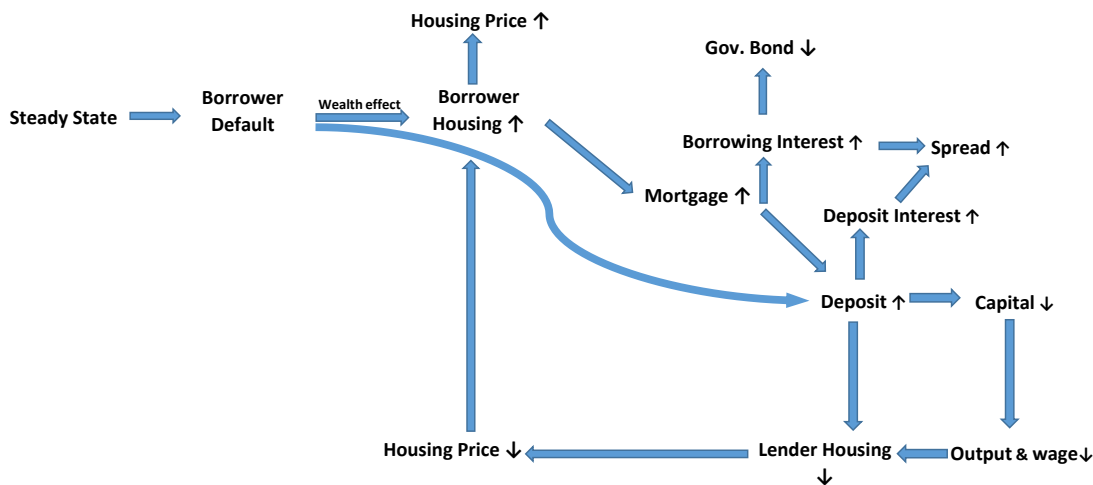 Housing Price ↑
Gov. Bond ↓
Steady State
Borrower
Default
Wealth effect
Borrower
Housing ↑
Borrowing Interest ↑
Spread ↑
Mortgage ↑
Deposit Interest ↑
Deposit ↑
Capital ↓
Housing Price ↓
Lender Housing
↓
Output & wage↓